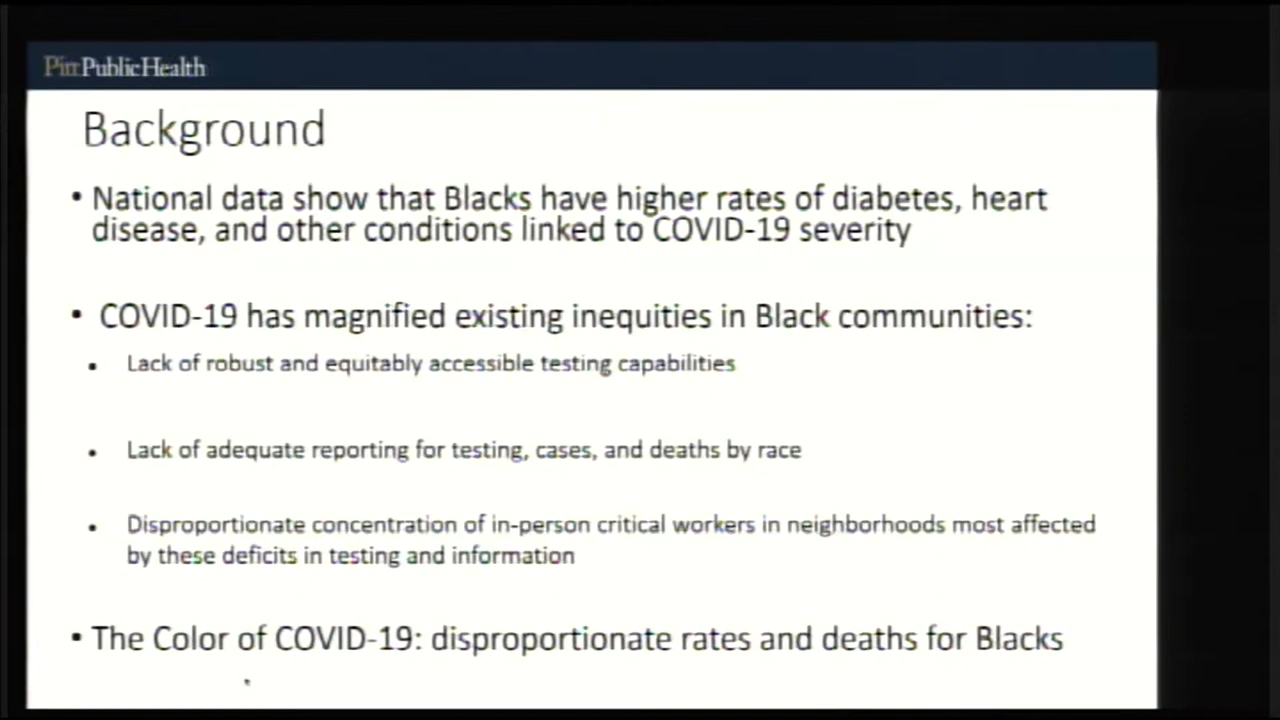 PittPublicHealth
Background
• National data show that Blacks have higher rates of diabetes, heart
disease, and other conditions linked to COVID-19 severity
• COVID-19 has magnified existing inequities in Black communities:
• Lack of robust and equitably accessible testing capabilities
• Lack of adequate reporting for testing, cases, and deaths by race
• Disproportionate concentration of in-person critical workers in neighborhoods most affected
by these deficits in testing and information
• The Color of COVID-19: disproportionate rates and deaths for Blacks